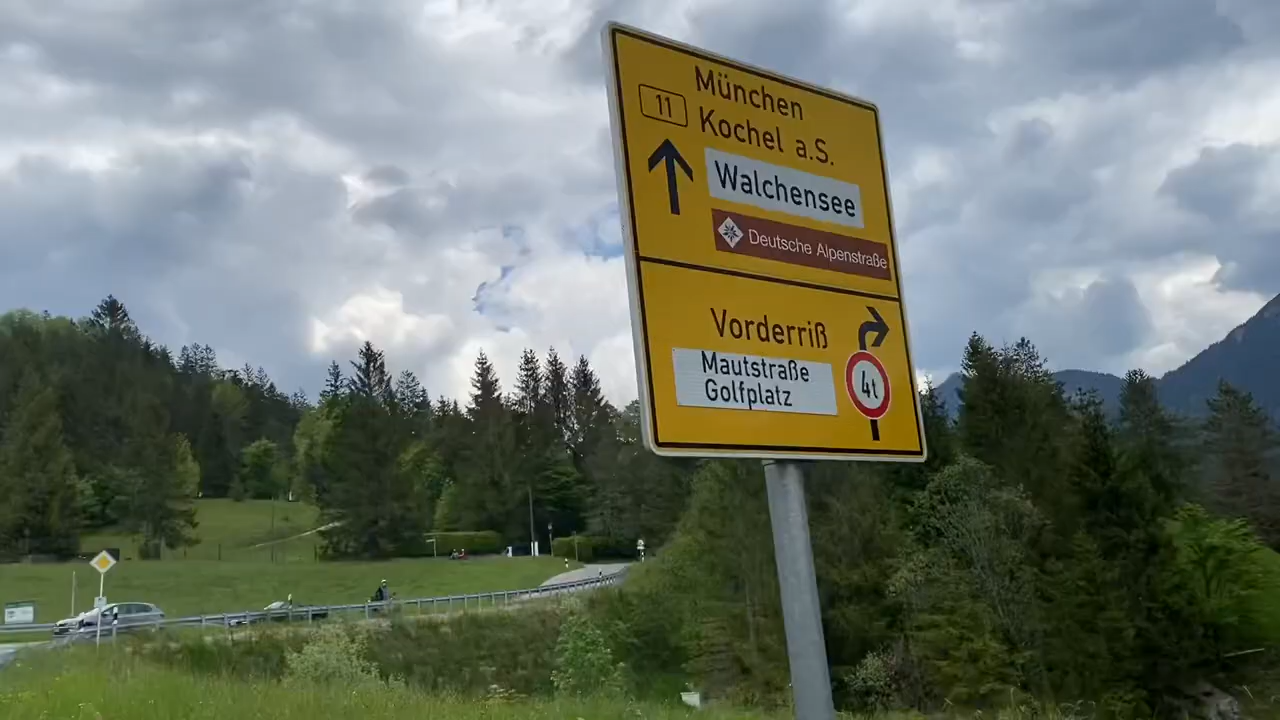 München
11
Kochel a.S.
Walchensee
Deutsche Alpenstraße
Vorderriß
Mautstraße
Golfplatz
4t